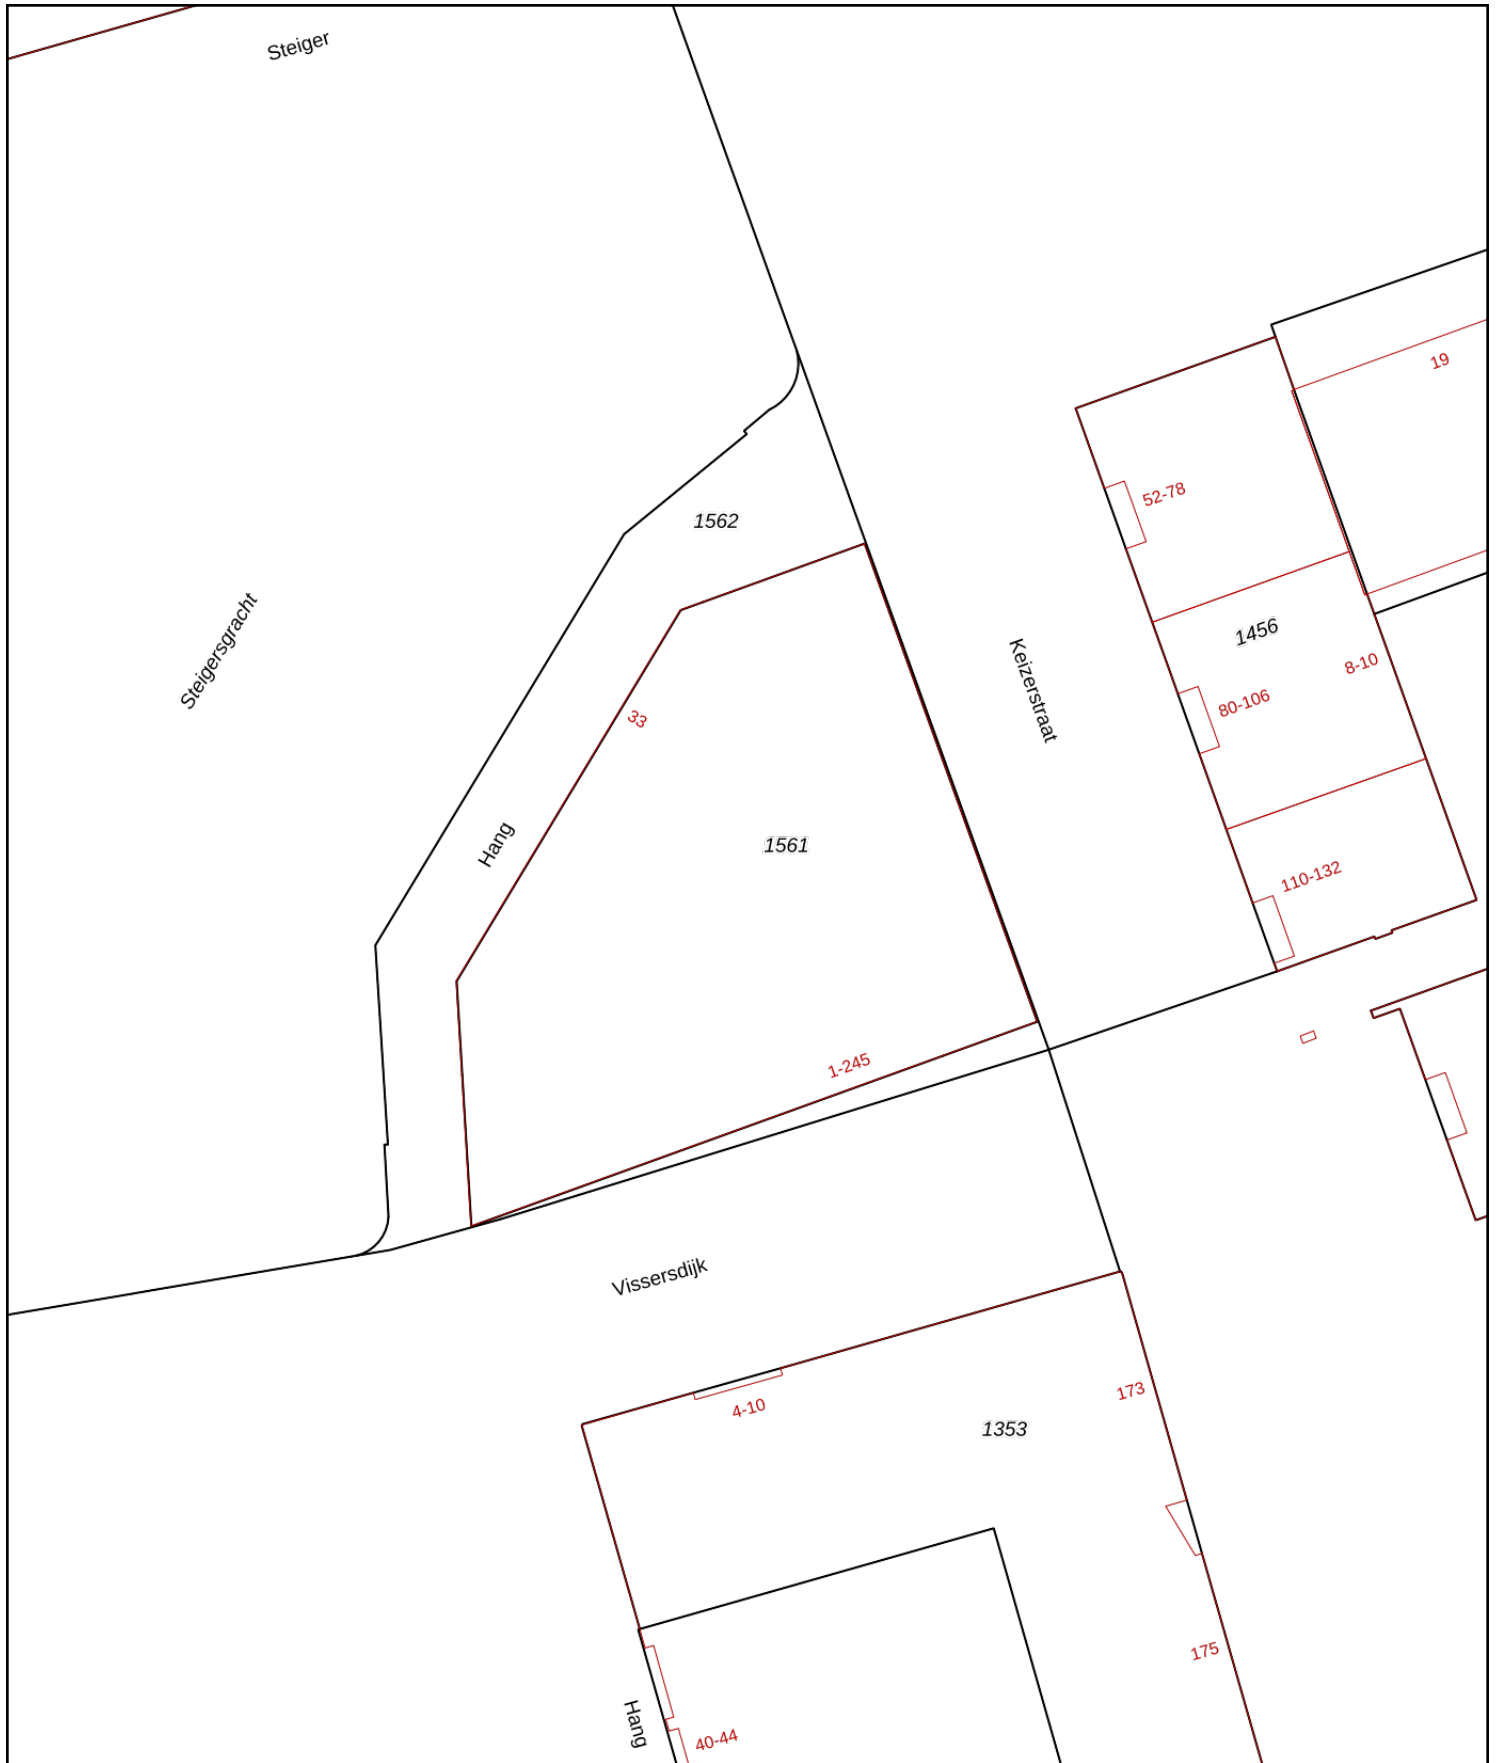 Steiger
19
52-78
1562
Steigersgracht
1456
Keizerstraat
8-10
80-106
33
Hang
1561
110-132
1-245
Vissersdijk
173
4-10
1353
175
Hang
40-44